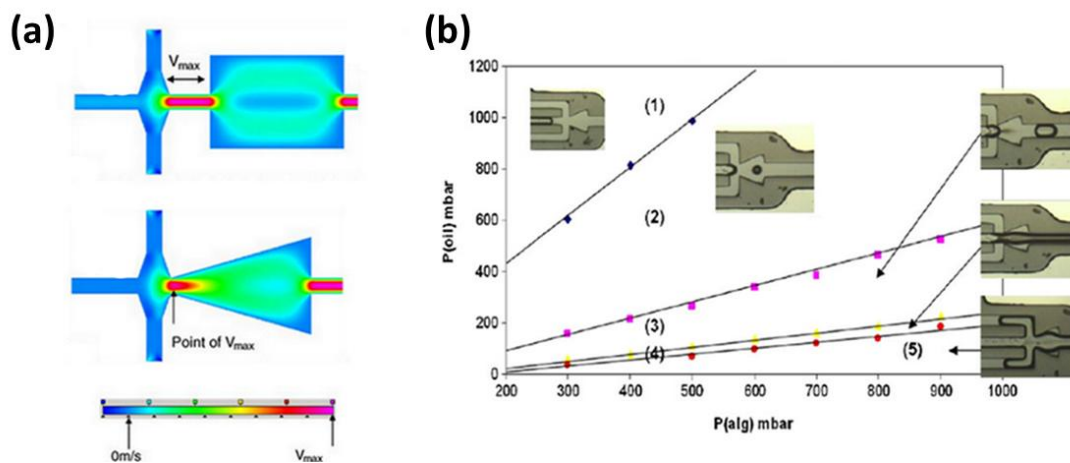 (a)
Vmax
Point of Vmax
0m/s
Vmax
(b)
P(oil) mbar
1200
1000
800
600
400
200
0
(1)
(2)
(3)
(4)
(5)
200
300
400
500
600
700
800
900
1000
P(alg) mbar